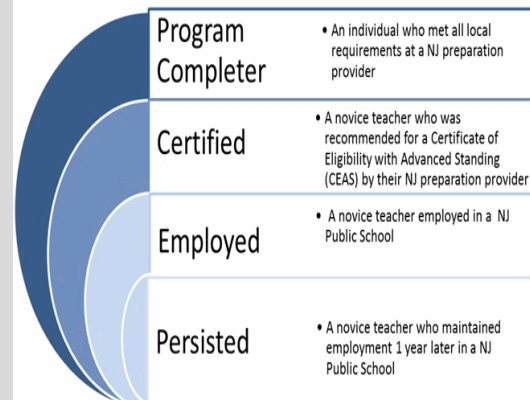 Program
Completer
• An individual who met all local
requirements at a NJ preparation
provider
Certified
• A novice teacher who was
recommended for a Certificate of
Eligibility with Advanced Standing
(CEAS) by their NJ preparation provider
Employed
• A novice teacher employed in a NJ
Public School
Persisted
• A novice teacher who maintained
employment 1 year later in a NJ
Public School